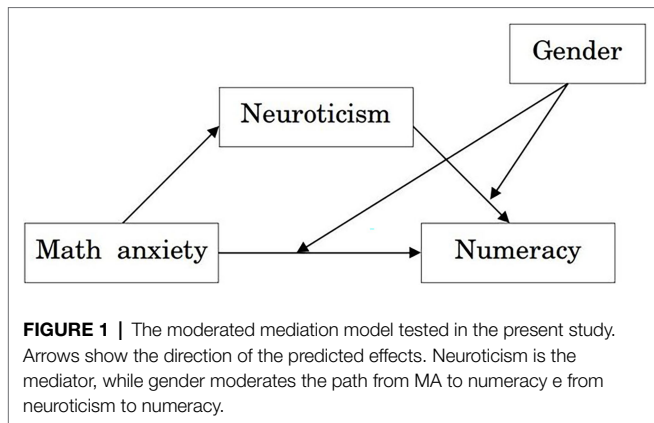 Gender
Neuroticism
Math anxiety
Numeracy
FIGURE 1 | The moderated mediation model tested in the present study.
Arrows show the direction of the predicted effects. Neuroticism is the
mediator, while gender moderates the path from MA to numeracy e from
neuroticism to numeracy.